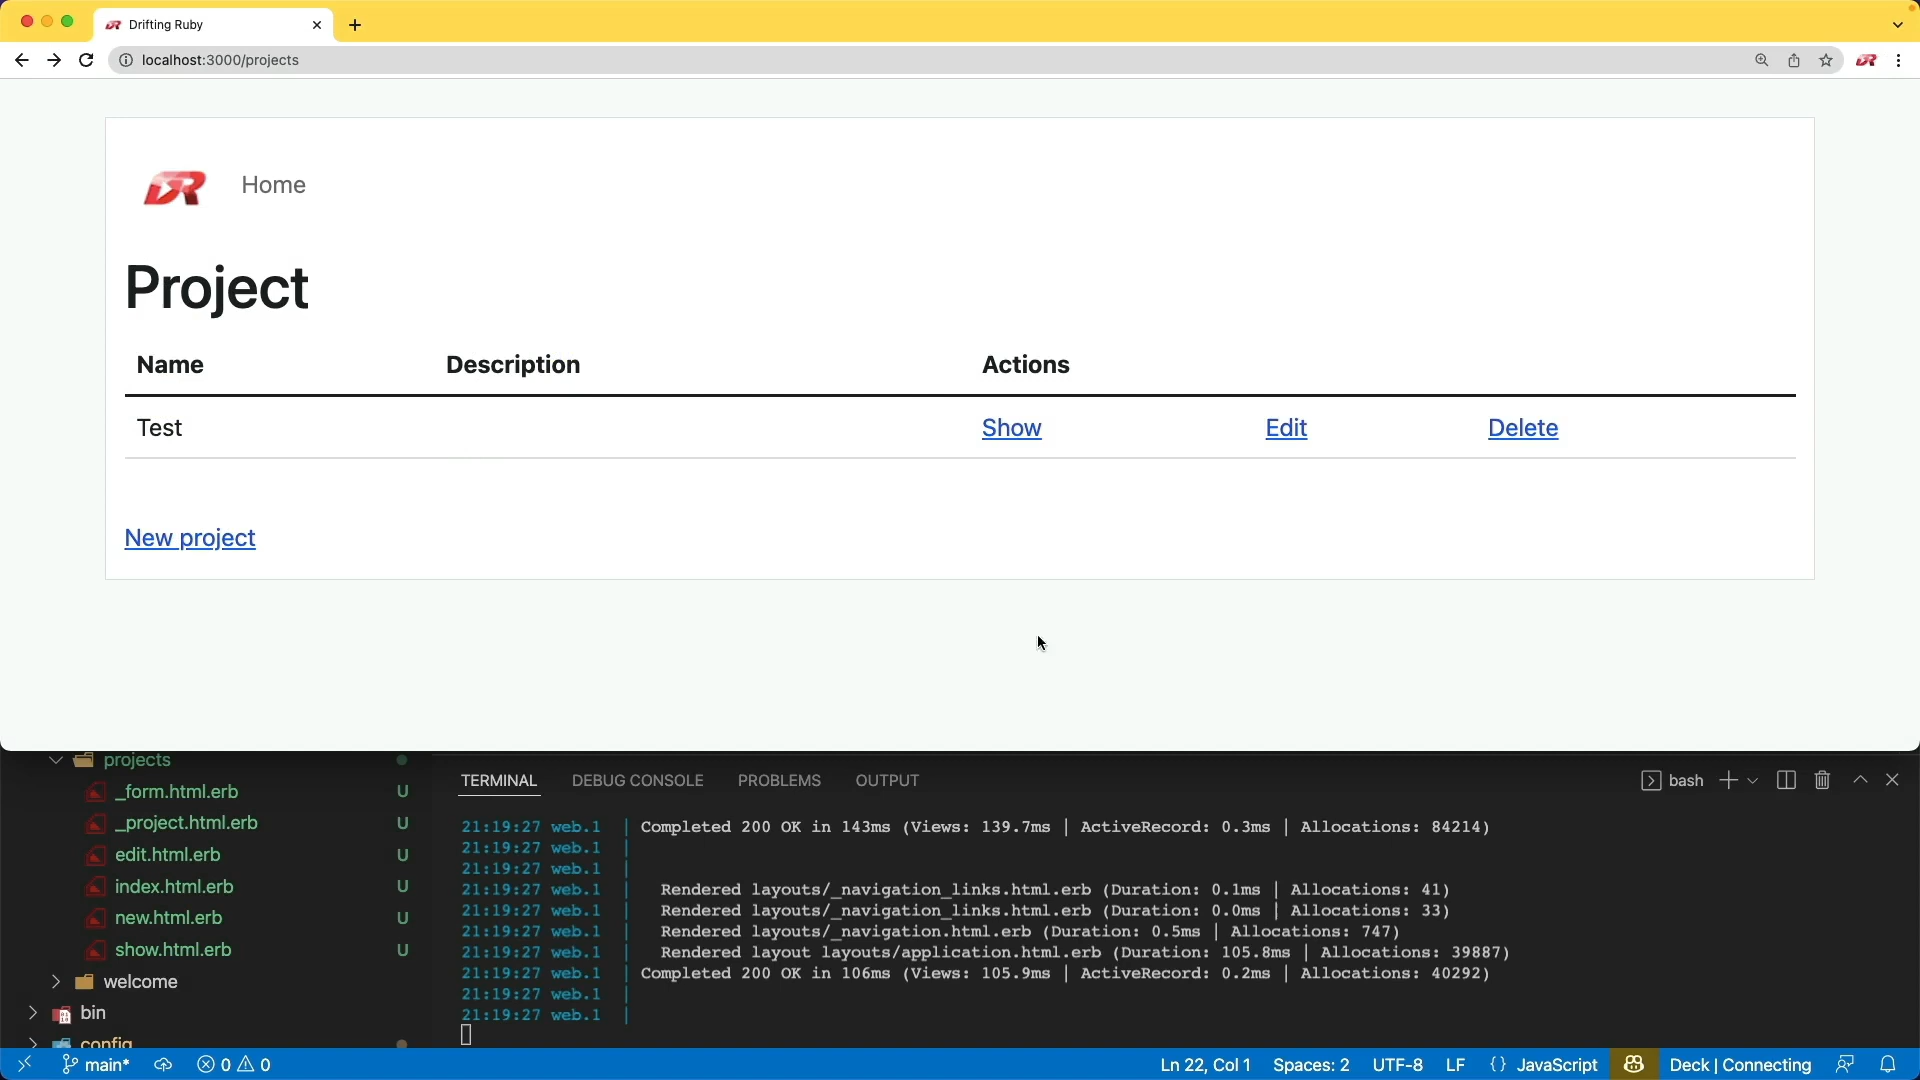 Drifting Ruby
localhost:3000/projects
DR
Home
Project
Name Description Actions
Test Show Edit Delete
New project
projects
_form.html.erb U
_project.html.erb U
edit.html.erb U
index.html.erb U
new.html.erb U
show.html.erb U
welcome
bin
config
TERMINAL DEBUG CONSOLE PROBLEMS OUTPUT bash
21:19:27 web.1 | Completed 200 OK in 143ms (Views: 139.7ms | ActiveRecord: 0.3ms | Allocations: 84214)
21:19:27 web.1 |
21:19:27 web.1 |
21:19:27 web.1 | Rendered layouts/_navigation_links.html.erb (Duration: 0.1ms | Allocations: 41)
21:19:27 web.1 | Rendered layouts/_navigation_links.html.erb (Duration: 0.0ms | Allocations: 33)
21:19:27 web.1 | Rendered layouts/_navigation.html.erb (Duration: 0.5ms | Allocations: 747)
21:19:27 web.1 | Rendered layout layouts/application.html.erb (Duration: 105.8ms | Allocations: 39887)
21:19:27 web.1 | Completed 200 OK in 106ms (Views: 105.9ms | ActiveRecord: 0.2ms | Allocations: 40292)
21:19:27 web.1 |
21:19:27 web.1 |
main* 0 0 Ln 22, Col 1 Spaces: 2 UTF-8 LF {} JavaScript Deck | Connecting